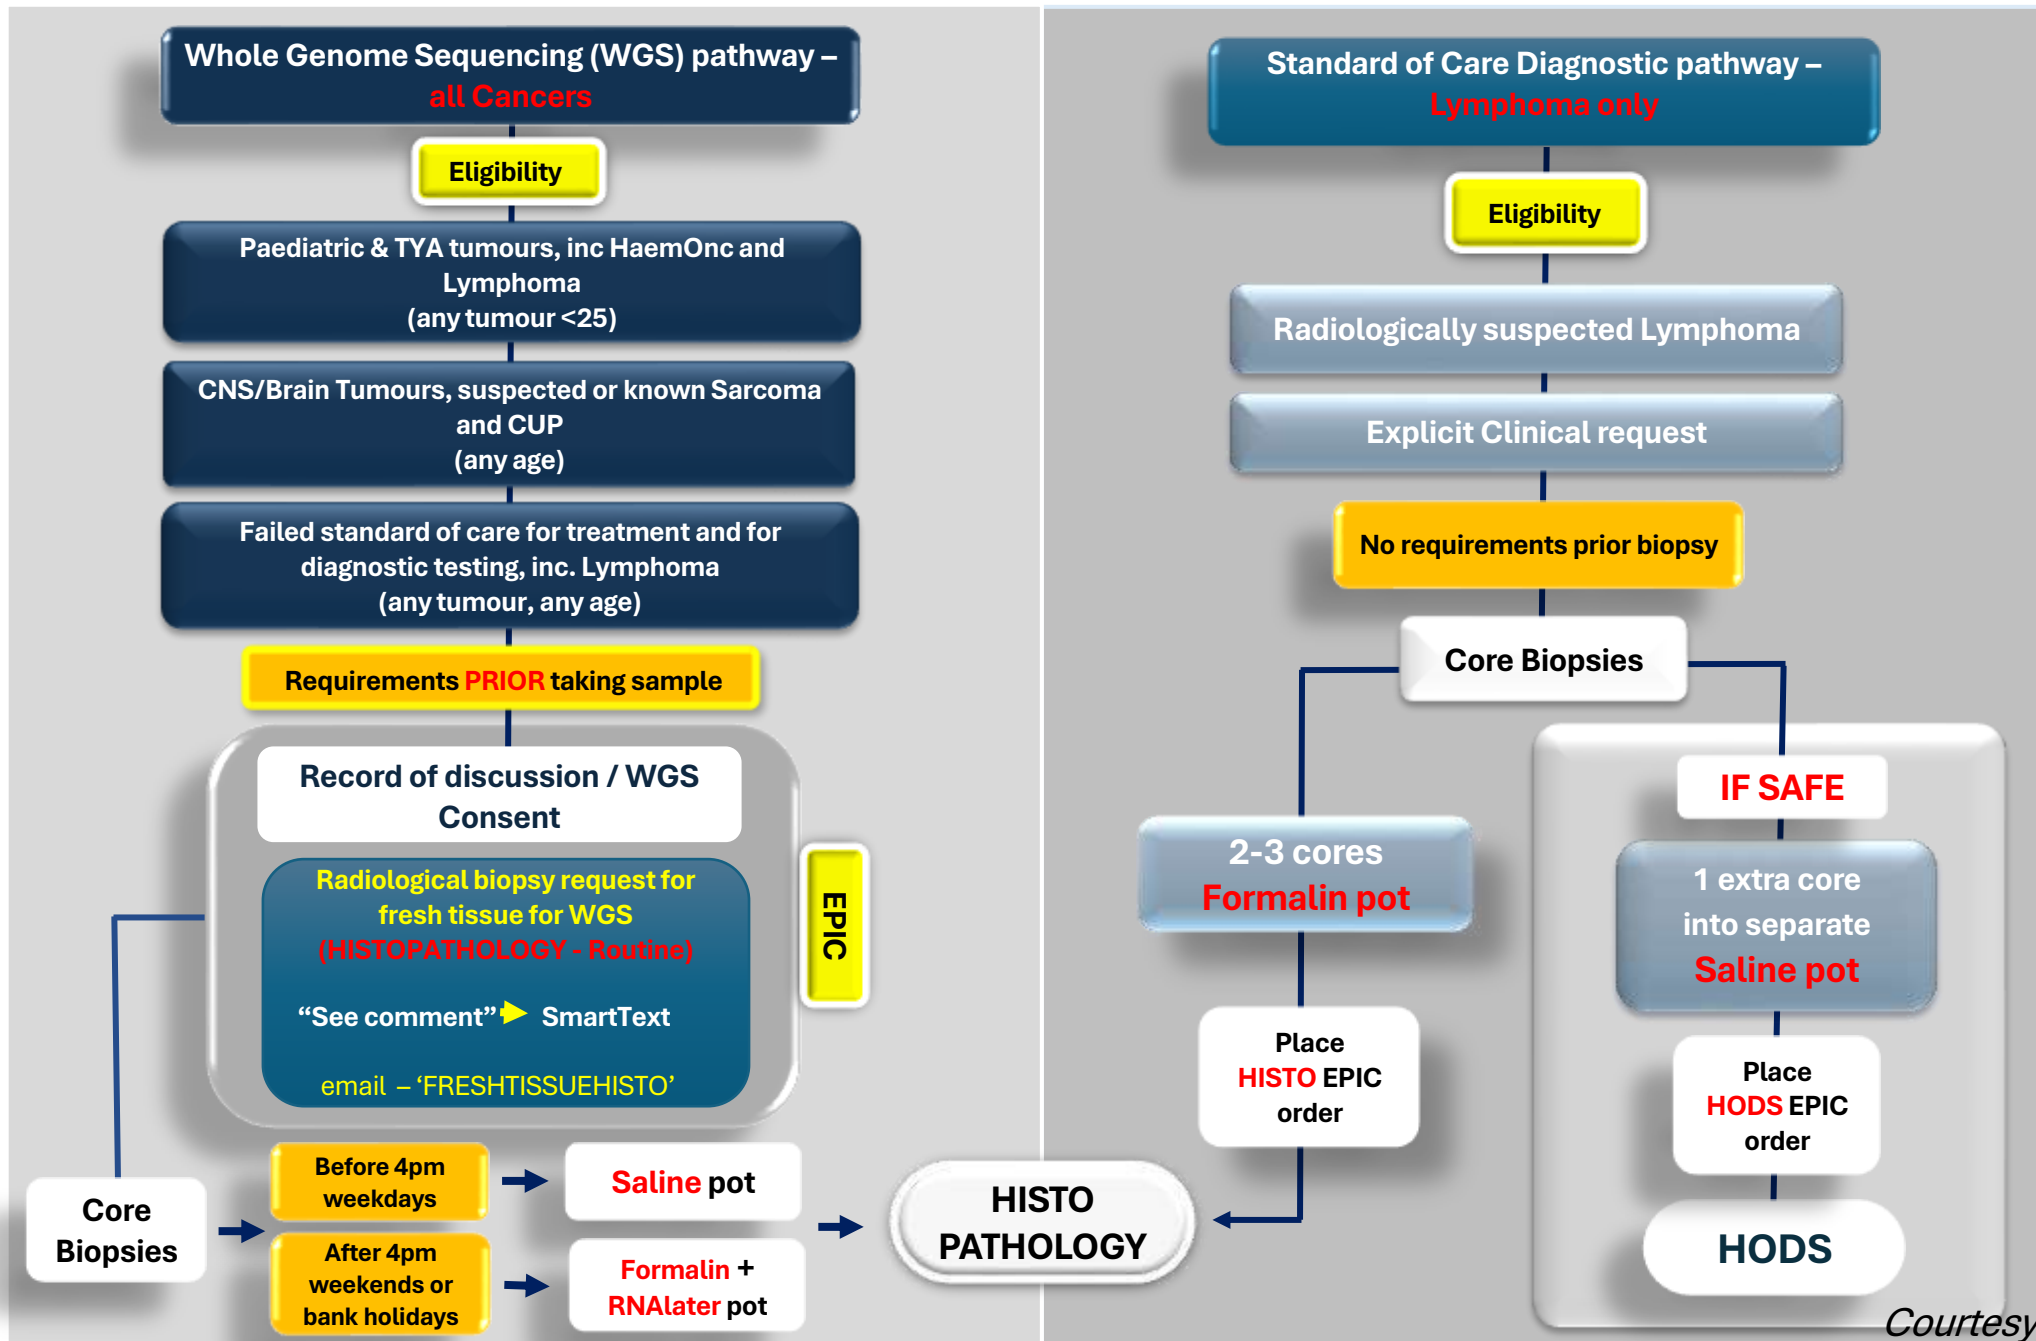 Whole Genome Sequencing (WGS) pathway –
all Cancers
Eligibility
Paediatric & TYA tumours, inc HaemOnc and
Lymphoma
(any tumour <25)
CNS/Brain Tumours, suspected or known Sarcoma
and CUP
(any age)
Failed standard of care for treatment and for
diagnostic testing, inc. Lymphoma
(any tumour, any age)
Requirements PRIOR taking sample
Record of discussion / WGS
Consent
Radiological biopsy request for
fresh tissue for WGS
(HISTOPATHOLOGY - Routine)
“See comment” SmartText
email – ‘FRESHTISSUEHISTO’
EPIC
Core
Biopsies
Before 4pm
weekdays
Saline pot
After 4pm
weekends or
bank holidays
Formalin +
RNAlater pot
HISTO
PATHOLOGY
Standard of Care Diagnostic pathway –
Lymphoma only
Eligibility
Radiologically suspected Lymphoma
Explicit Clinical request
No requirements prior biopsy
Core Biopsies
2-3 cores
Formalin pot
Place
HISTO EPIC
order
IF SAFE
1 extra core
into separate
Saline pot
Place
HODS EPIC
order
HODS
Courtesy